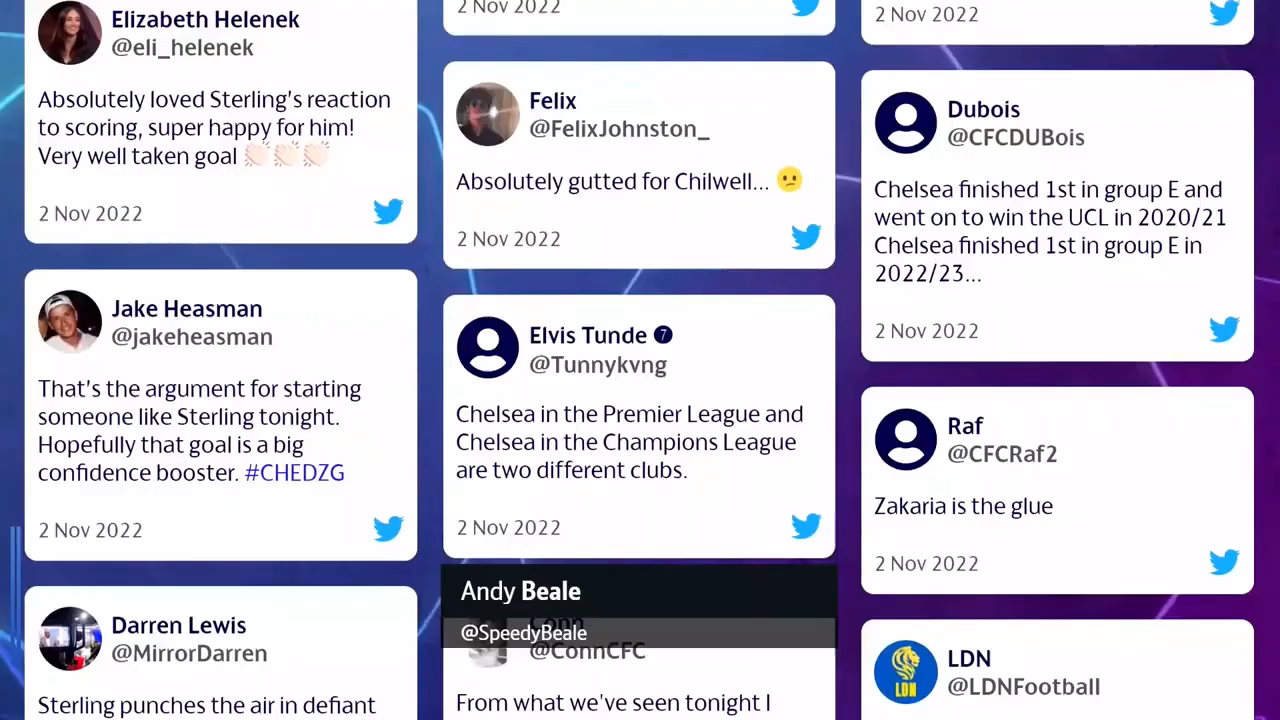 Elizabeth Helenek
@eli_helenek
Absolutely loved Sterling's reaction
to scoring, super happy for him!
Very well taken goal 👏🏻👏🏻👏🏻
2 Nov 2022
Jake Heasman
@jakeheasman
That's the argument for starting
someone like Sterling tonight.
Hopefully that goal is a big
confidence booster. #CHEDZG
2 Nov 2022
Darren Lewis
@MirrorDarren
Sterling punches the air in defiant
2 Nov 2022
Felix
@FelixJohnston_
Absolutely gutted for Chilwell... 😕
2 Nov 2022
Elvis Tunde ❼
@Tunnykvng
Chelsea in the Premier League and
Chelsea in the Champions League
are two different clubs.
2 Nov 2022
Andy Beale
@SpeedyBeale
Conn
@ConnCFC
From what we've seen tonight I
2 Nov 2022
Dubois
@CFCDUBois
Chelsea finished 1st in group E and
went on to win the UCL in 2020/21
Chelsea finished 1st in group E in
2022/23...
2 Nov 2022
Raf
@CFCRaf2
Zakaria is the glue
2 Nov 2022
LDN
LDN
@LDNFootball